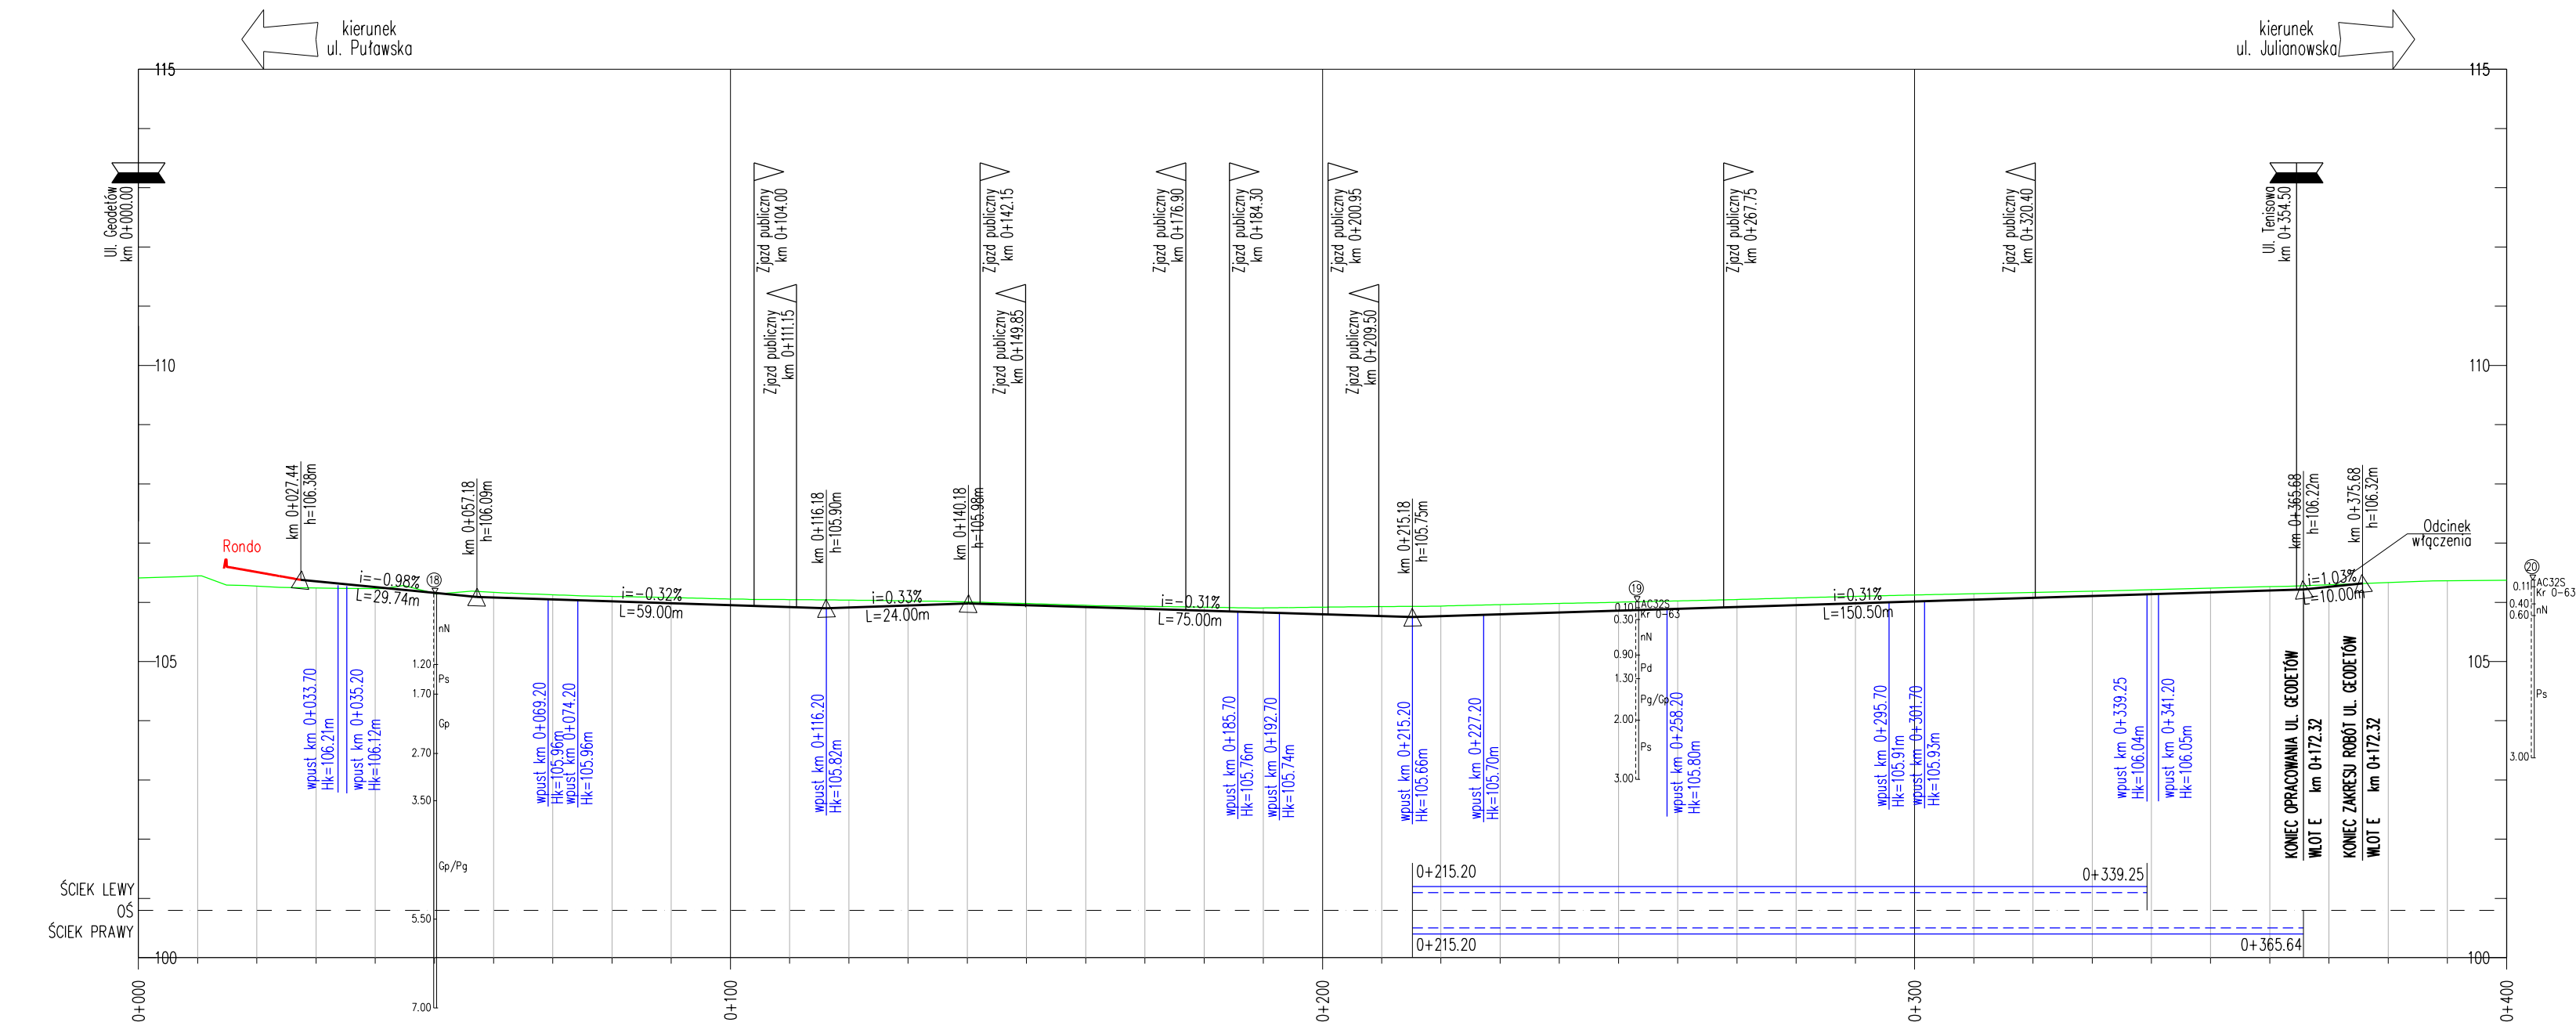 kierunek
ul. Puławska
kierunek
ul. Julianowska
115
115
110
110
105
105
100
100
Ul. Geodetów
km 0+000.00
Zjazd publiczny
km 0+104.00
Zjazd publiczny
km 0+111.15
Zjazd publiczny
km 0+142.15
Zjazd publiczny
km 0+149.85
Zjazd publiczny
km 0+176.90
Zjazd publiczny
km 0+184.30
Zjazd publiczny
km 0+200.95
Zjazd publiczny
km 0+209.50
Zjazd publiczny
km 0+267.75
Zjazd publiczny
km 0+320.40
Ul. Tenisowa
km 0+354.50
Rondo
km 0+027.44
h=106.38m
km 0+057.18
h=106.09m
km 0+116.18
h=105.90m
km 0+140.18
h=105.98m
km 0+215.18
h=105.75m
km 0+365.68
h=106.22m
km 0+375.68
h=106.32m
Odcinek
włączenia
i=-0.98%
L=29.74m
i=-0.32%
L=59.00m
i=0.33%
L=24.00m
i=-0.31%
L=75.00m
i=0.31%
L=150.50m
i=1.03%
L=10.00m
18
nN
1.20
Ps
1.70
Gp
2.70
3.50
Gp/Pg
5.50
7.00
19
0.10
AC32S
Kr 0-63
0.30
nN
0.90
Pd
1.30
Pg/Gp
2.00
Ps
3.00
20
0.11
AC32S
Kr 0-63
0.40
nN
0.60
Ps
3.00
wpust km 0+033.70
Hk=106.21m
wpust km 0+035.20
Hk=106.12m
wpust km 0+069.20
Hk=105.96m
wpust km 0+074.20
Hk=105.96m
wpust km 0+116.20
Hk=105.82m
wpust km 0+185.70
Hk=105.76m
wpust km 0+192.70
Hk=105.74m
wpust km 0+215.20
Hk=105.66m
wpust km 0+227.20
Hk=105.70m
wpust km 0+258.20
Hk=105.80m
wpust km 0+295.70
Hk=105.91m
wpust km 0+301.70
Hk=105.93m
wpust km 0+339.25
Hk=106.04m
wpust km 0+341.20
Hk=106.05m
KONIEC OPRACOWANIA UL. GEODETÓW
WLOT E km 0+172.32
KONIEC ZAKRESU ROBÓT UL. GEODETÓW
WLOT E km 0+172.32
ŚCIEK LEWY
OŚ
ŚCIEK PRAWY
0+215.20
0+339.25
0+215.20
0+365.64
0+000
0+100
0+200
0+300
0+400